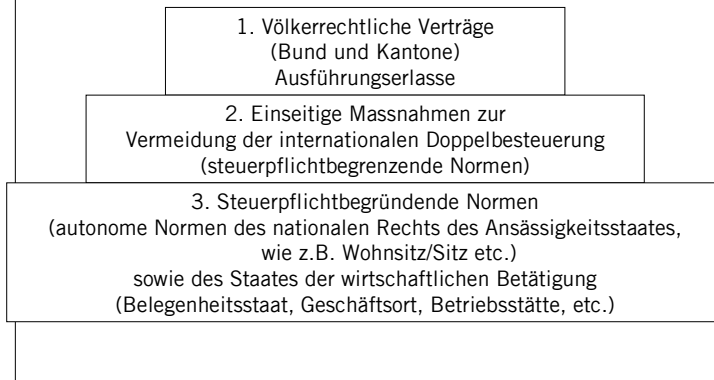 1. Völkerrechtliche Verträge
(Bund und Kantone)
Ausführungserlasse
2. Einseitige Massnahmen zur
Vermeidung der internationalen Doppelbesteuerung
(steuerpflichtbegrenzende Normen)
3. Steuerpflichtbegründende Normen
(autonome Normen des nationalen Rechts des Ansässigkeitsstaates,
wie z.B. Wohnsitz/Sitz etc.)
sowie des Staates der wirtschaftlichen Betätigung
(Belegenheitsstaat, Geschäftsort, Betriebsstätte, etc.)